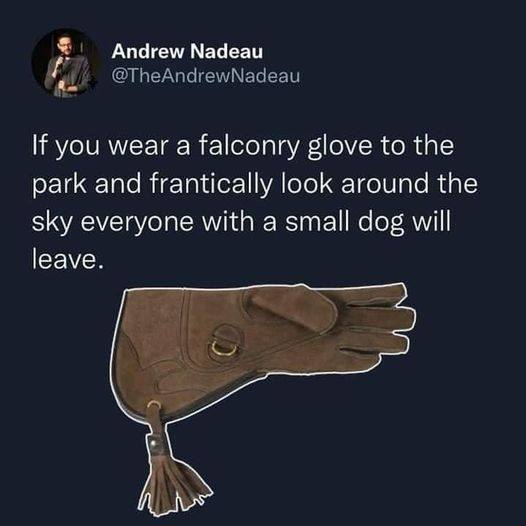 Andrew Nadeau
@TheAndrewNadeau
If you wear a falconry glove to the
park and frantically look around the
sky everyone with a small dog will
leave.